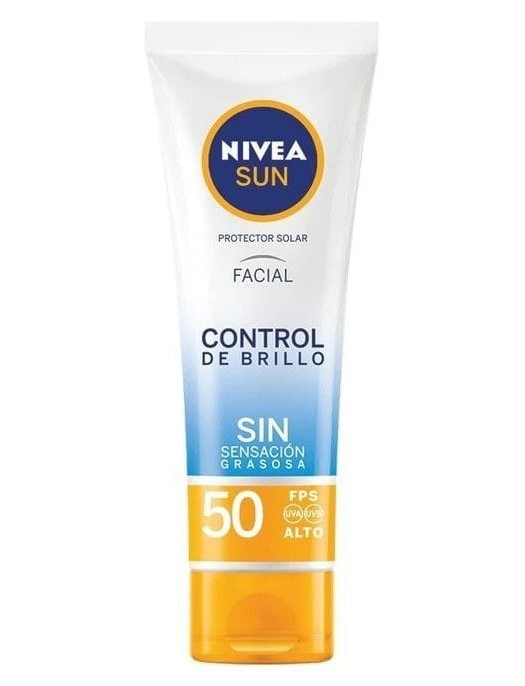 NIVEA
SUN
PROTECTOR SOLAR
FACIAL
CONTROL
DE BRILLO
SIN
SENSACIÓN
GRASOSA
50 FPS
UVA UVB
ALTO